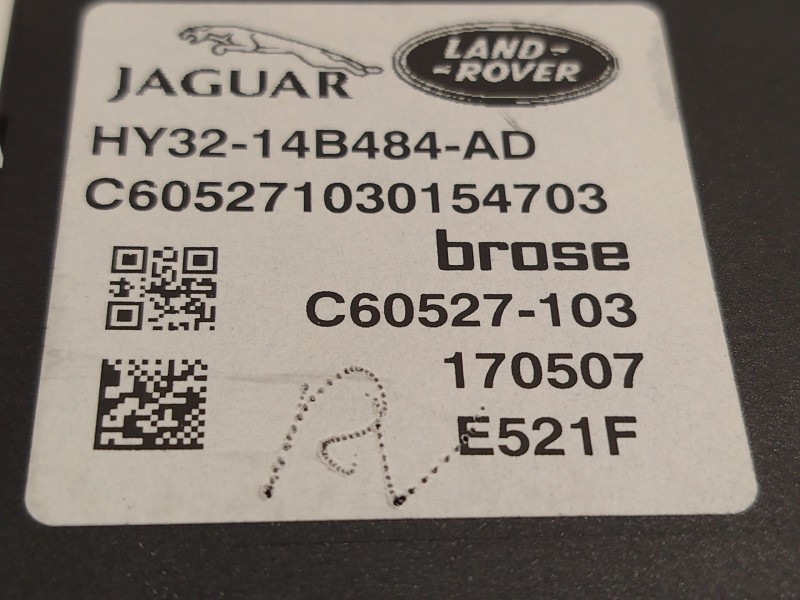 JAGUAR
LAND-
-ROVER
HY32-14B484-AD
C605271030154703
brose
C60527-103
170507
E521F